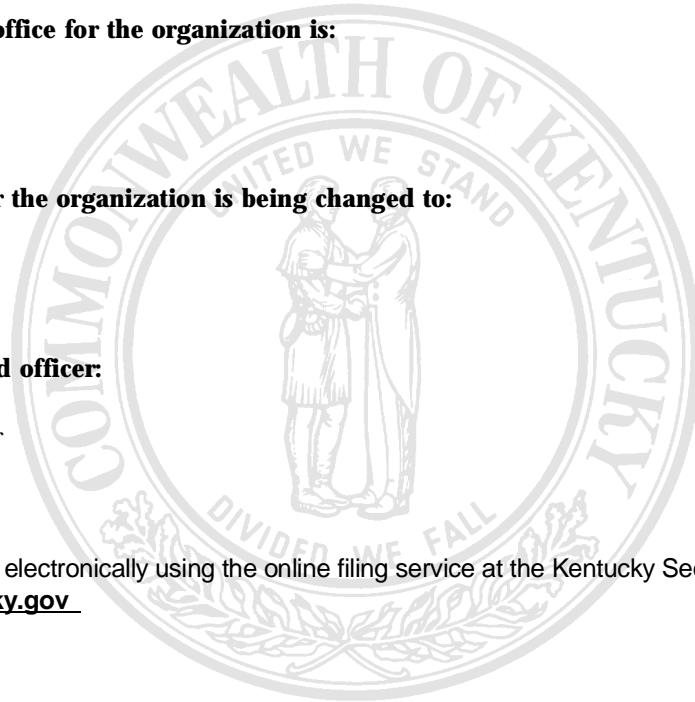 office for the organization is:
r the organization is being changed to:
d officer:
electronically using the online filing service at the Kentucky Sec
ky.gov
COMMONWEALTH OF KENTUCKY
UNITED WE STAND
DIVIDED WE FALL